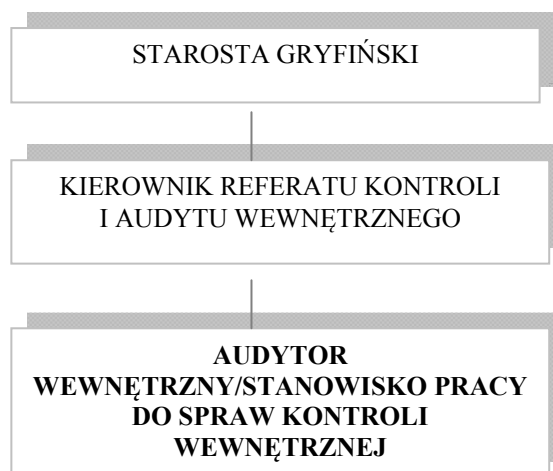 STAROSTA GRYFIŃSKI
KIEROWNIK REFERATU KONTROLI
I AUDYTU WEWNĘTRZNEGO
AUDYTOR
WEWNĘTRZNY/STANOWISKO PRACY
DO SPRAW KONTROLI
WEWNĘTRZNEJ